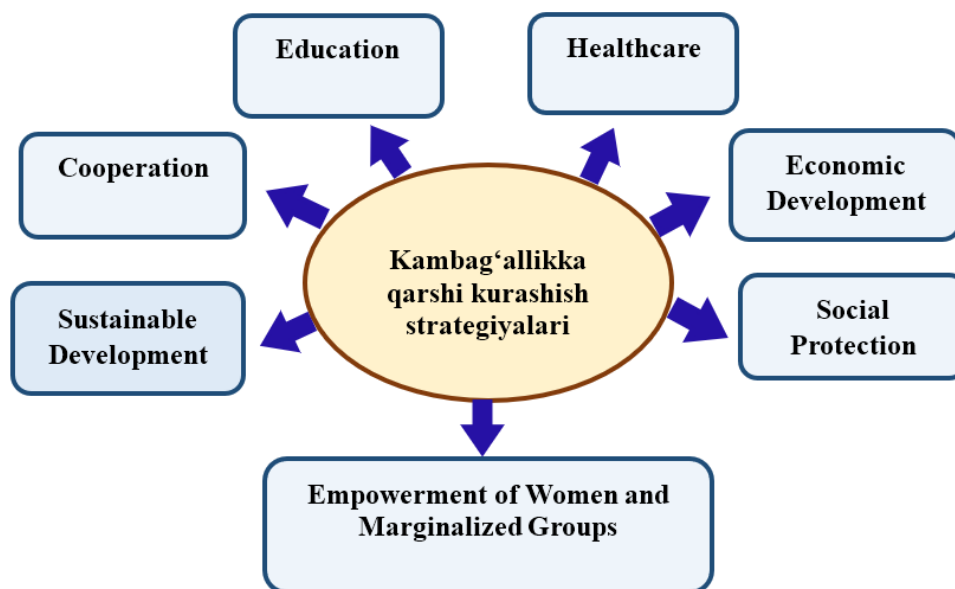 Education
Healthcare
Cooperation
Economic
Development
Kambag‘allikka
qarshi kurashish
strategiyalari
Sustainable
Development
Social
Protection
Empowerment of Women and
Marginalized Groups